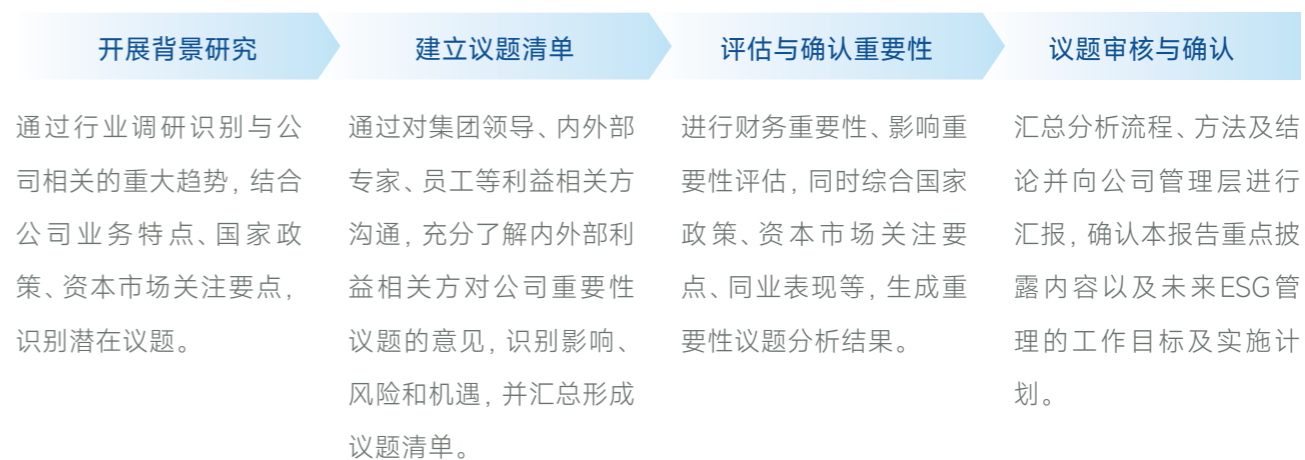 开展背景研究
通过行业调研识别与公
司相关的重大趋势，结合
公司业务特点、国家政
策、资本市场关注要点，
识别潜在议题。
建立议题清单
通过对集团领导、内外部
专家、员工等利益相关方
沟通，充分了解内外部利
益相关方对公司重要性
议题的意见，识别影响、
风险和机遇，并汇总形成
议题清单。
评估与确认重要性
进行财务重要性、影响重
要性评估，同时综合国家
政策、资本市场关注要
点、同业表现等，生成重
要性议题分析结果。
议题审核与确认
汇总分析流程、方法及结
论并向公司管理层进行
汇报，确认本报告重点披
露内容以及未来ESG管
理的工作目标及实施计
划。